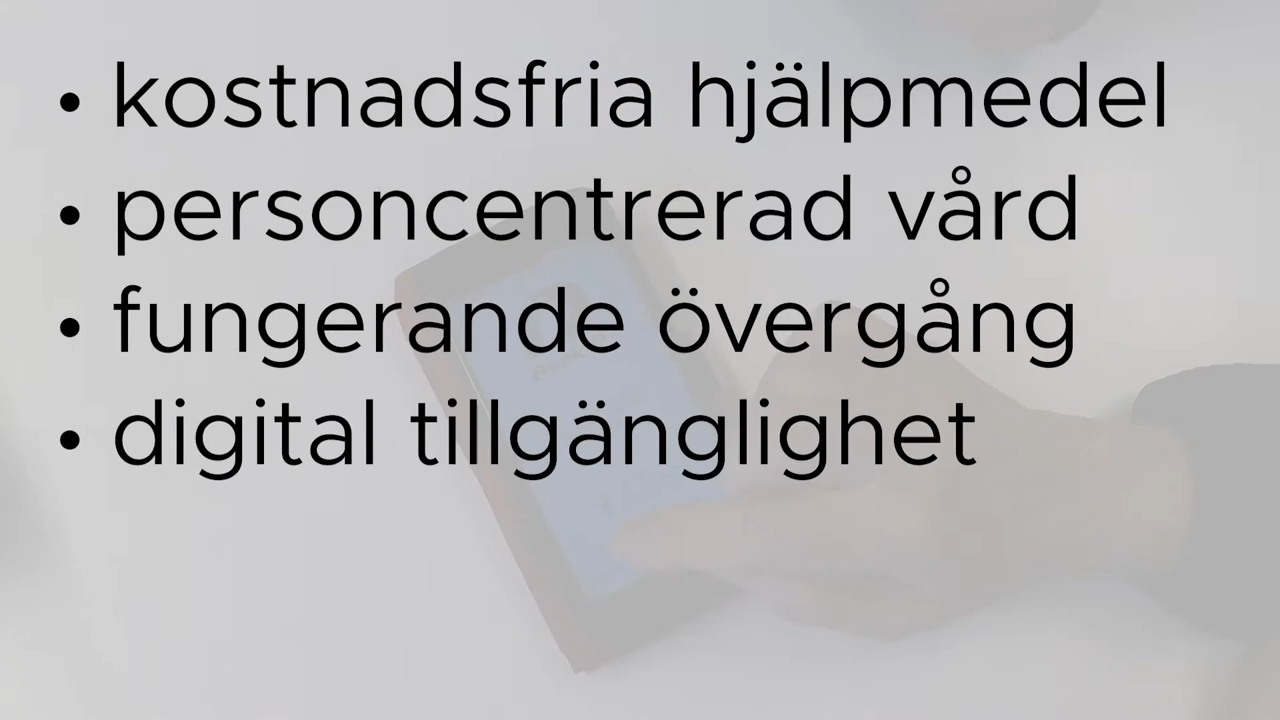 • kostnadsfria hjälpmedel
• personcentrerad vård
• fungerande övergång
• digital tillgänglighet